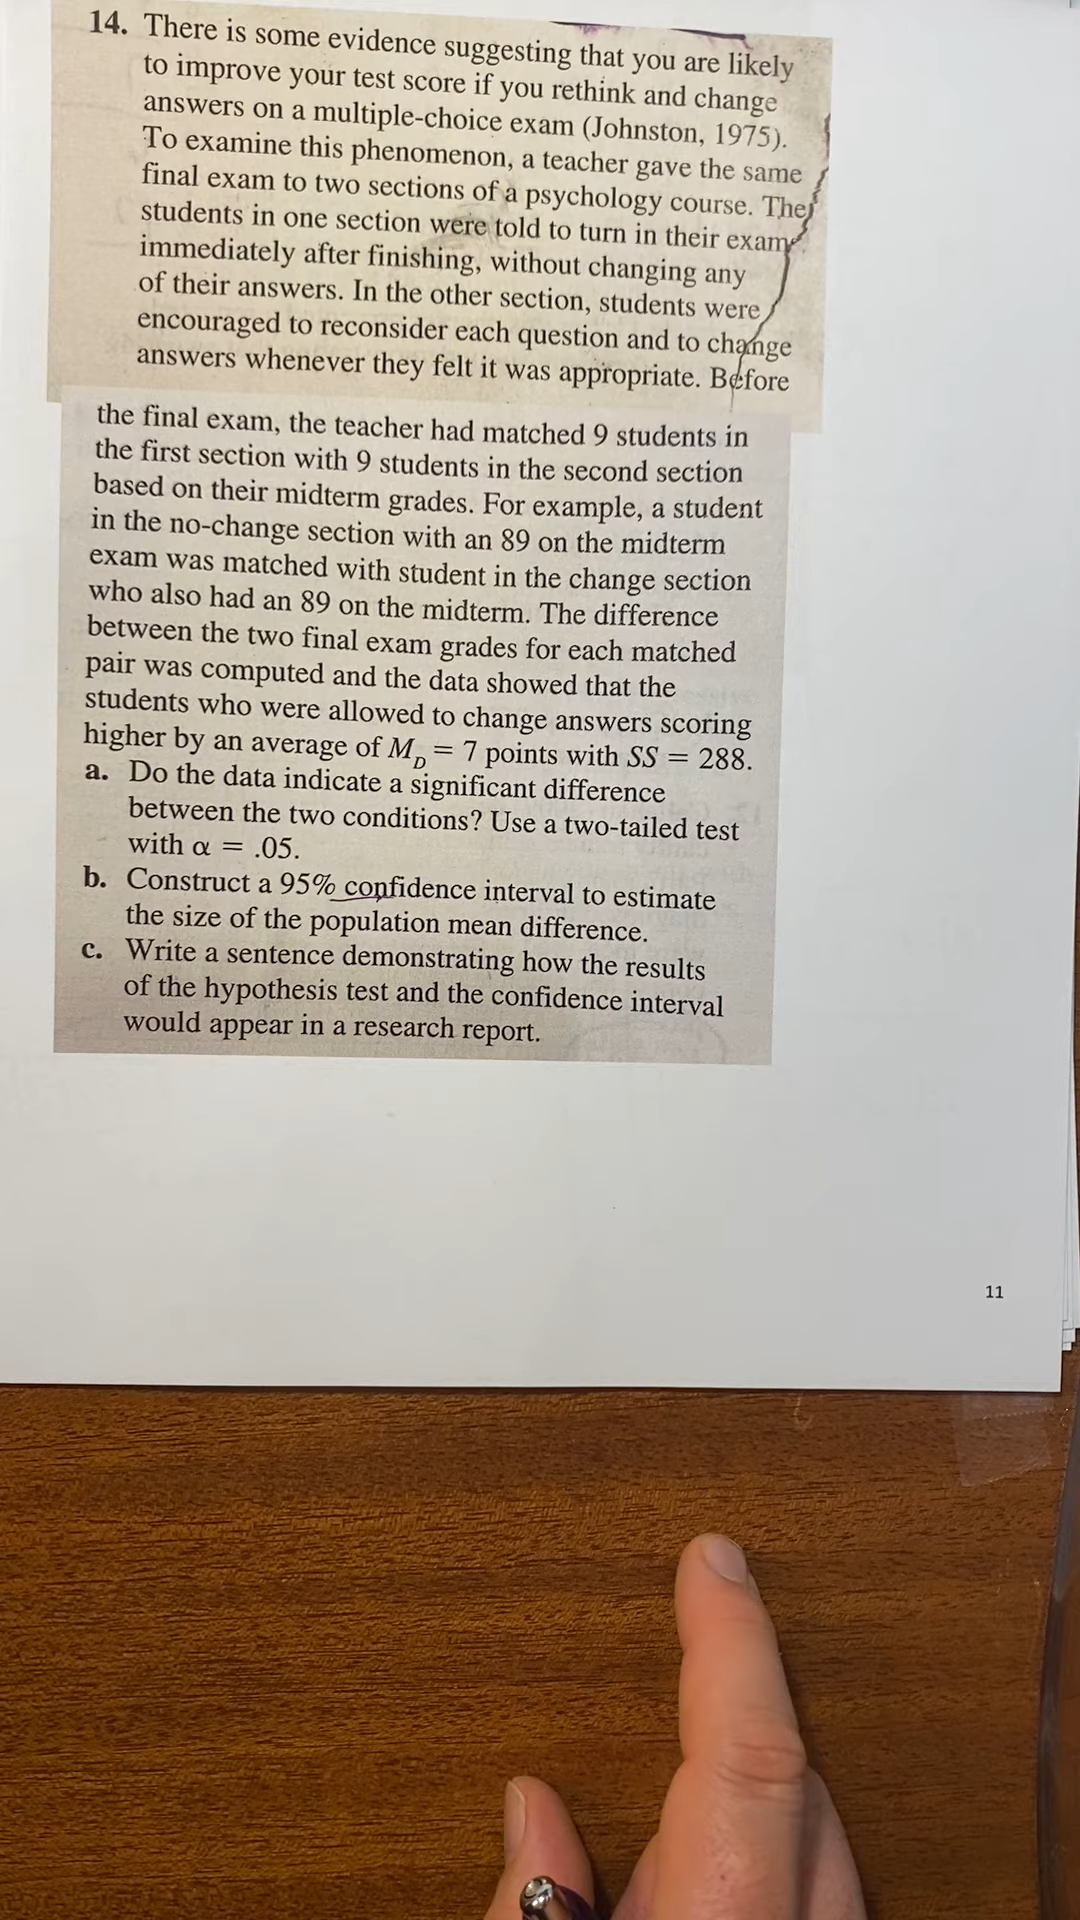 14. There is some evidence suggesting that you are likely
to improve your test score if you rethink and change
answers on a multiple-choice exam (Johnston, 1975).
To examine this phenomenon, a teacher gave the same
final exam to two sections of a psychology course. The
students in one section were told to turn in their exam
immediately after finishing, without changing any
of their answers. In the other section, students were
encouraged to reconsider each question and to change
answers whenever they felt it was appropriate. Before
the final exam, the teacher had matched 9 students in
the first section with 9 students in the second section
based on their midterm grades. For example, a student
in the no-change section with an 89 on the midterm
exam was matched with student in the change section
who also had an 89 on the midterm. The difference
between the two final exam grades for each matched
pair was computed and the data showed that the
students who were allowed to change answers scoring
higher by an average of M_D = 7 points with SS = 288.
a. Do the data indicate a significant difference
between the two conditions? Use a two-tailed test
with α = .05.
b. Construct a 95% confidence interval to estimate
the size of the population mean difference.
c. Write a sentence demonstrating how the results
of the hypothesis test and the confidence interval
would appear in a research report.
11